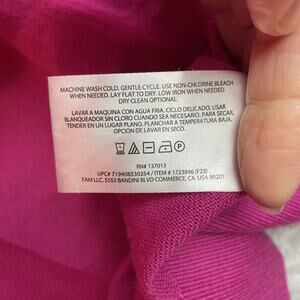 MACHINE WASH COLD. GENTLE CYCLE. USE NON-CHLORINE BLEACH
WHEN NEEDED. LAY FLAT TO DRY. LOW IRON WHEN NEEDED.
DRY CLEAN OPTIONAL.
LAVAR A MAQUINA CON AGUA FRIA, CICLO DELICADO. USAR
BLANQUEADOR SIN CLORO CUANDO SEA NECESARIO.
TENDER EN UN LUGAR PLANO. PLANCHAR A TEMPERATURA BAJA.
OPCION DE LAVAR EN SECO.
RN# 137013
UPC# 719408530254 / ITEM # 1723846 (F23)
FAM LLC. 5553 BANDINI BLVD COMMERCE, CA. USA 90201